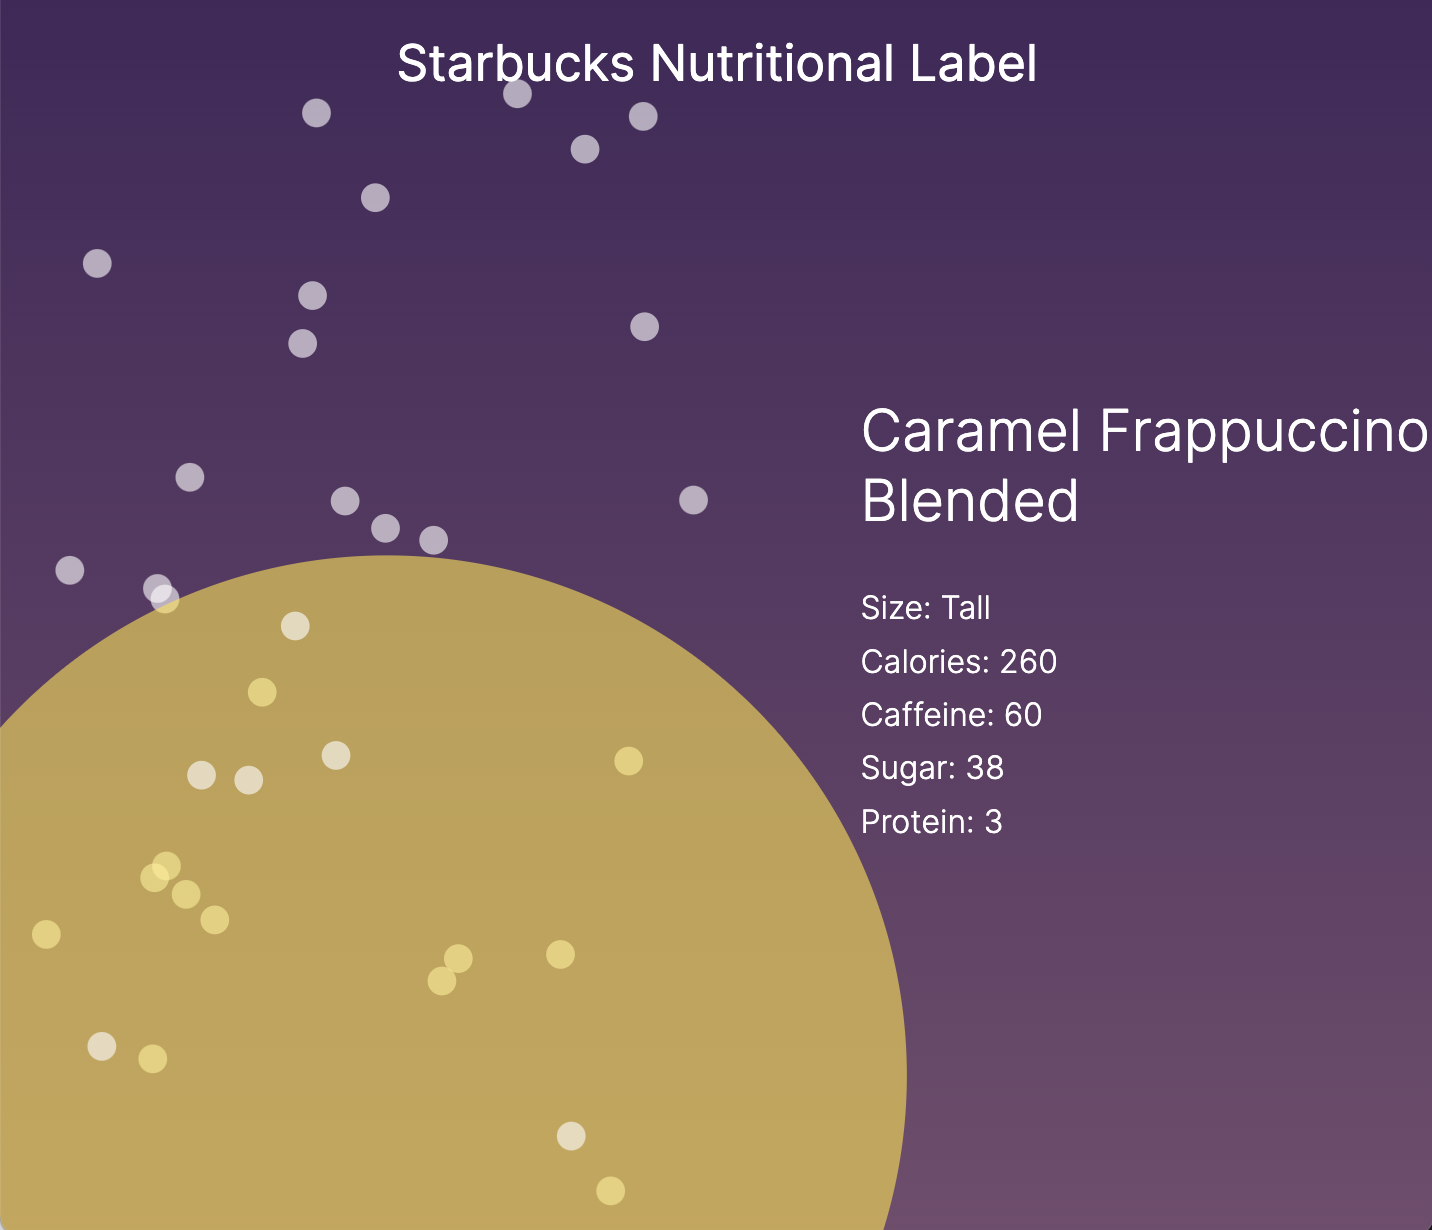 Starbucks Nutritional Label
Caramel Frappuccino
Blended
Size: Tall
Calories: 260
Caffeine: 60
Sugar: 38
Protein: 3